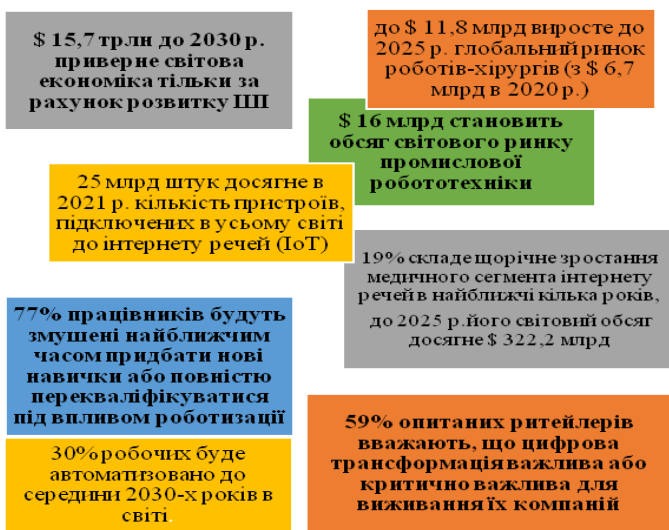 $ 15,7 трлн до 2030 р.
приверне світова
економіка тільки за
рахунок розвитку ШІ
до $ 11,8 млрд виросте до
2025 р. глобальний ринок
роботів-хірургів (з $ 6,7
млрд в 2020 р.)
$ 16 млрд становить
обсяг світового ринку
промислової
робототехніки
25 млрд штук досягне в
2021 р. кількість пристроїв,
підключених в усьому світі
до інтернету речей (IoT)
19% складе щорічне зростання
медичного сегмента інтернету
речей в найближчі кілька років,
до 2025 р.його світовий обсяг
досягне $ 322,2 млрд
77% працівників будуть
змушені найближчим
часом придбати нові
навички або повністю
перекваліфікуватися
під впливом роботизації
59% опитаних ритейлерів
вважають, що цифрова
трансформація важлива або
критично важлива для
виживання їх компаній
30% робочих буде
автоматизовано до
середини 2030-х років в
світі.